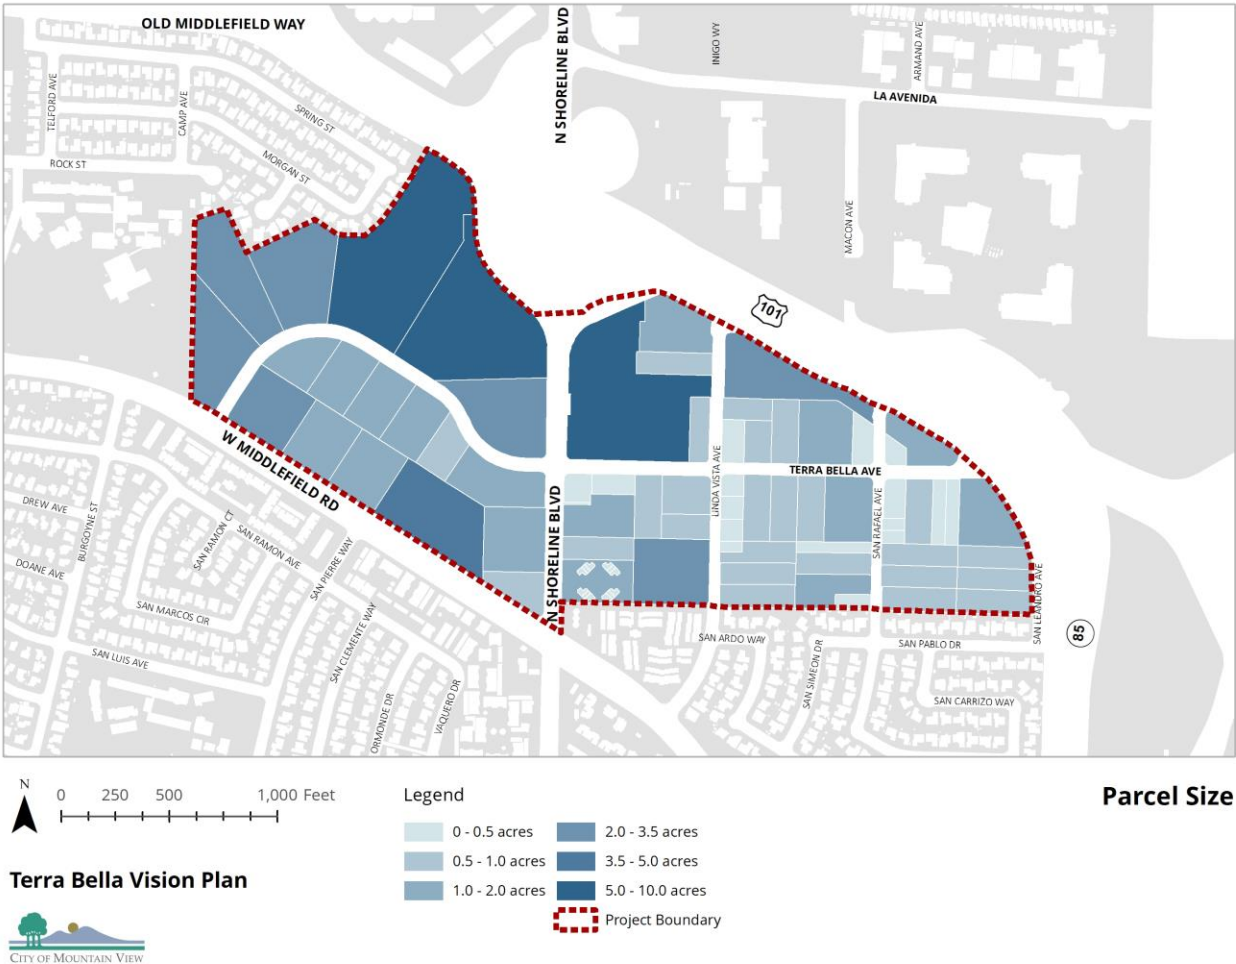 OLD MIDDLEFIELD WAY
N SHORELINE BLVD
INIGO WY
ARMAND AVE
LA AVENIDA
TELFORD AVE
CAMP AVE
SPRING ST
MORGAN ST
ROCK ST
MACON AVE
101
W MIDDLEFIELD RD
TERRA BELLA AVE
LINDA VISTA AVE
SAN RAFAEL AVE
N SHORELINE BLVD
SAN LEANDRO AVE
85
DREW AVE
BURGOYNE ST
SAN RAMON CT
SAN RAMON AVE
SAN PIERRE WAY
DOANE AVE
SAN MARCOS CIR
SAN CLEMENTE WAY
SAN LUIS AVE
ORMONDE DR
VAQUERO DR
SAN ARDO WAY
SAN SIMEON DR
SAN PABLO DR
SAN CARRIZO WAY
N
0 250 500 1,000 Feet
Legend
0 - 0.5 acres
0.5 - 1.0 acres
1.0 - 2.0 acres
2.0 - 3.5 acres
3.5 - 5.0 acres
5.0 - 10.0 acres
Project Boundary
Parcel Size
Terra Bella Vision Plan
CITY OF MOUNTAIN VIEW